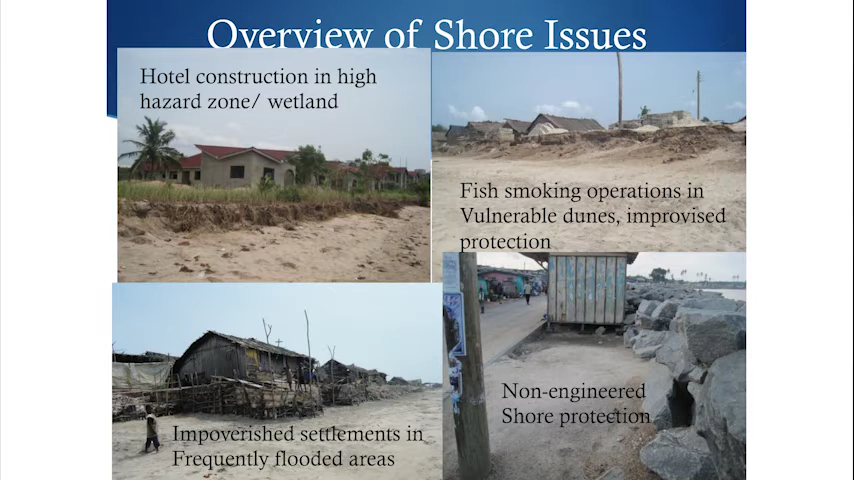 Overview of Shore Issues
Hotel construction in high
hazard zone/ wetland
Fish smoking operations in
Vulnerable dunes, improvised
protection
Impoverished settlements in
Frequently flooded areas
Non-engineered
Shore protection